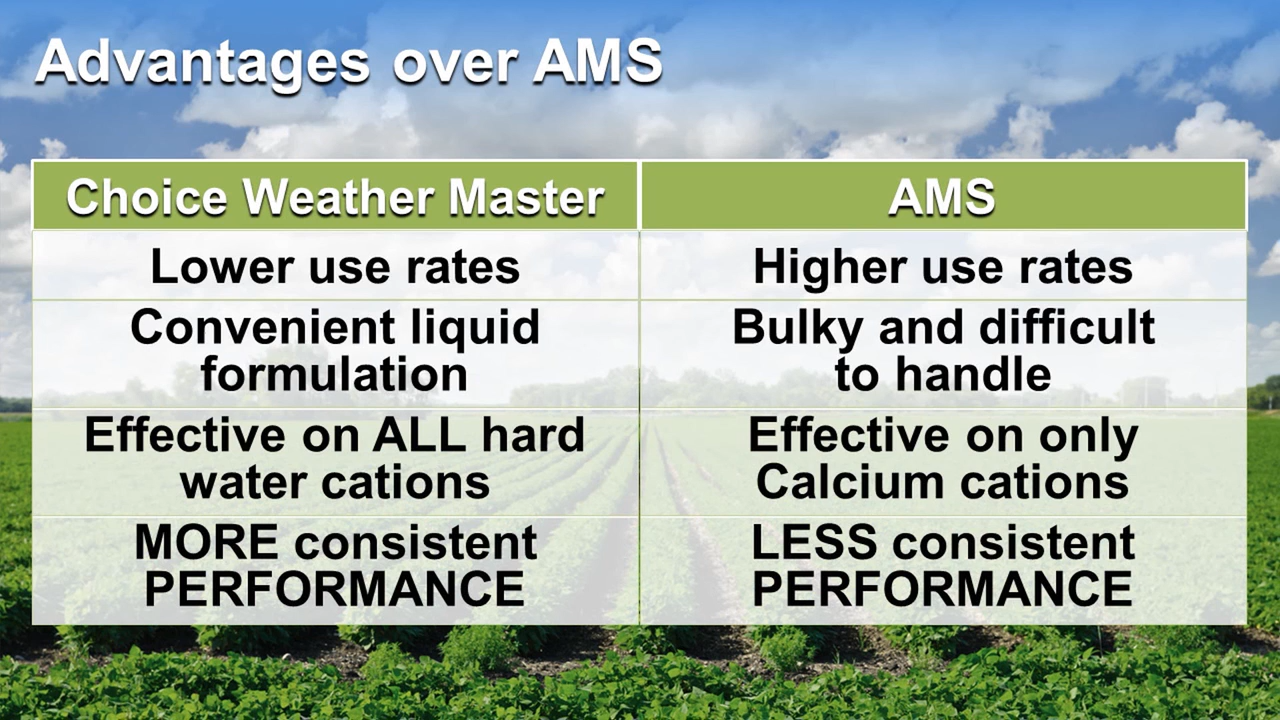 Advantages over AMS
Choice Weather Master
AMS
Lower use rates
Higher use rates
Convenient liquid
formulation
Bulky and difficult
to handle
Effective on ALL hard
water cations
Effective on only
Calcium cations
MORE consistent
PERFORMANCE
LESS consistent
PERFORMANCE